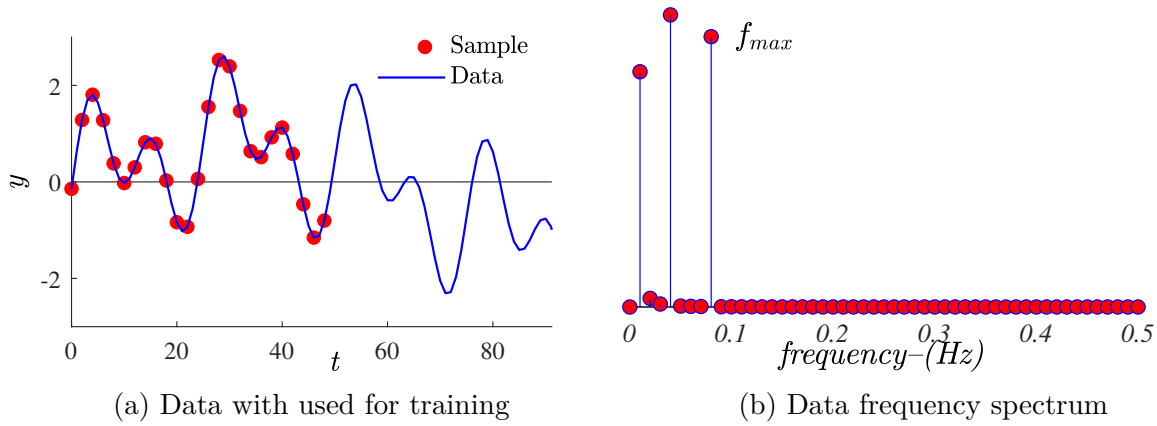 Sample
Data
2
0
-2
y
0 20 40 60 80
t
(a) Data with used for training
f_max
0 0.1 0.2 0.3 0.4 0.5
frequency–(Hz)
(b) Data frequency spectrum